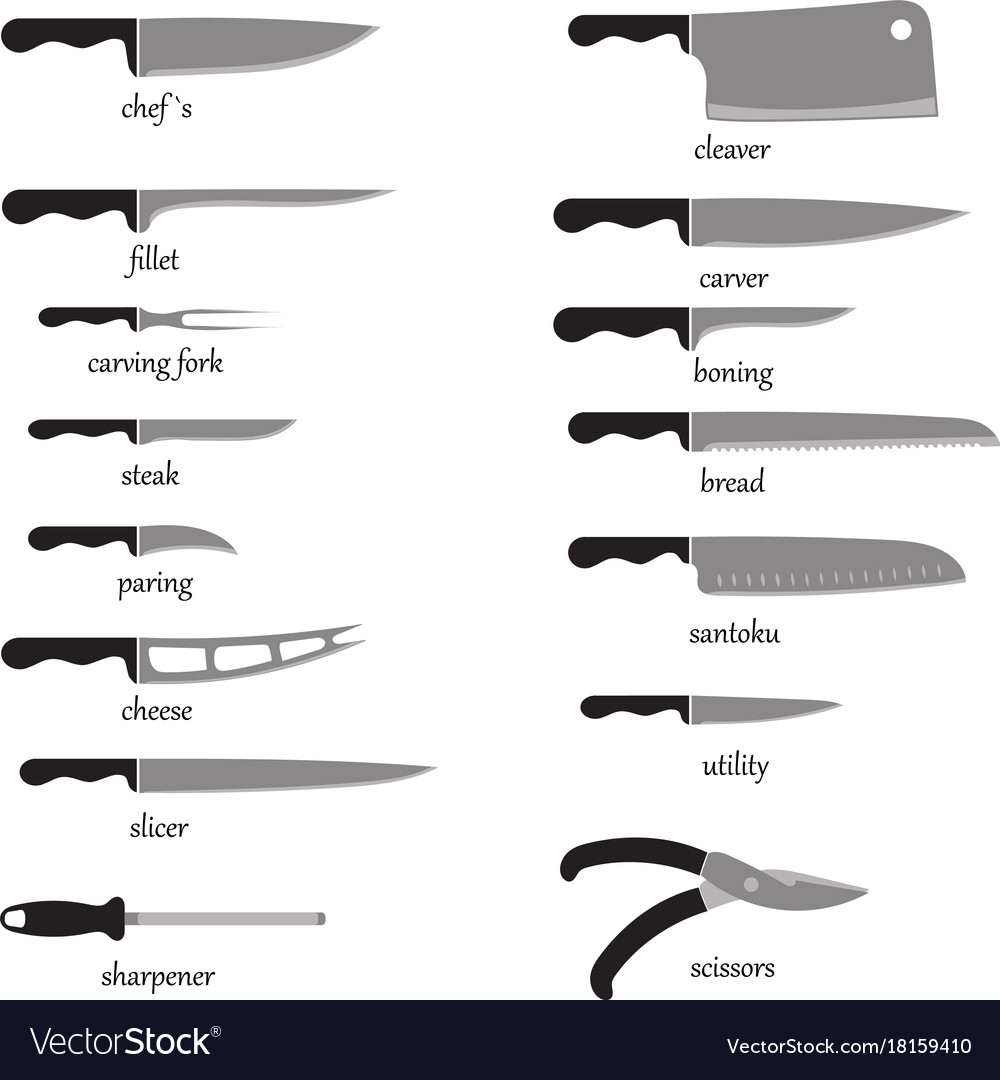 chef`s
cleaver
fillet
carver
carving fork
boning
steak
bread
paring
santoku
cheese
utility
slicer
scissors
sharpener
VectorStock®
VectorStock.com/18159410